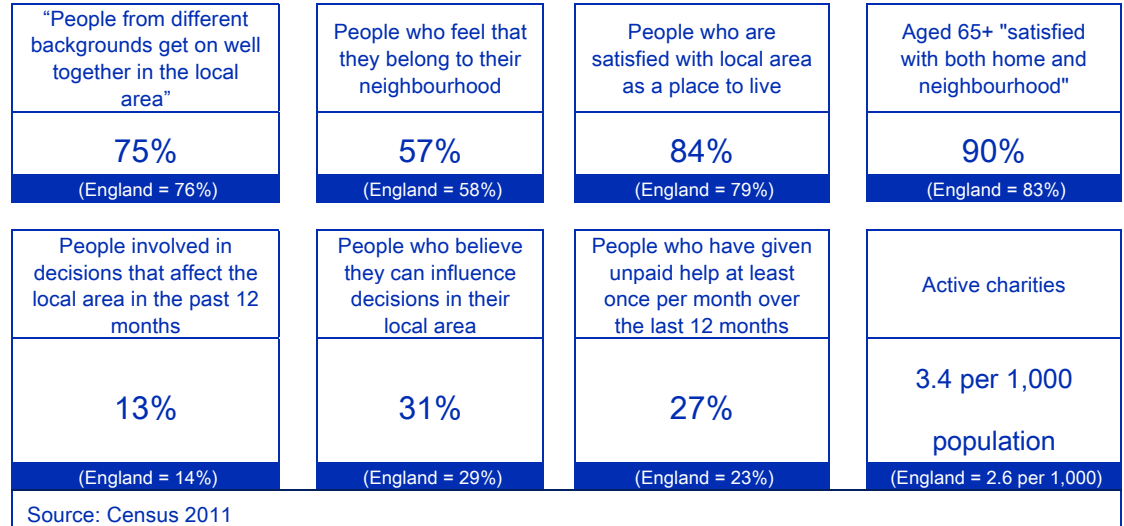 “People from different
backgrounds get on well
together in the local
area”
75%
(England = 76%)
People who feel that
they belong to their
neighbourhood
57%
(England = 58%)
People who are
satisfied with local area
as a place to live
84%
(England = 79%)
Aged 65+ "satisfied
with both home and
neighbourhood"
90%
(England = 83%)
People involved in
decisions that affect the
local area in the past 12
months
13%
(England = 14%)
People who believe
they can influence
decisions in their
local area
31%
(England = 29%)
People who have given
unpaid help at least
once per month over
the last 12 months
27%
(England = 23%)
Active charities
3.4 per 1,000
population
(England = 2.6 per 1,000)
Source: Census 2011